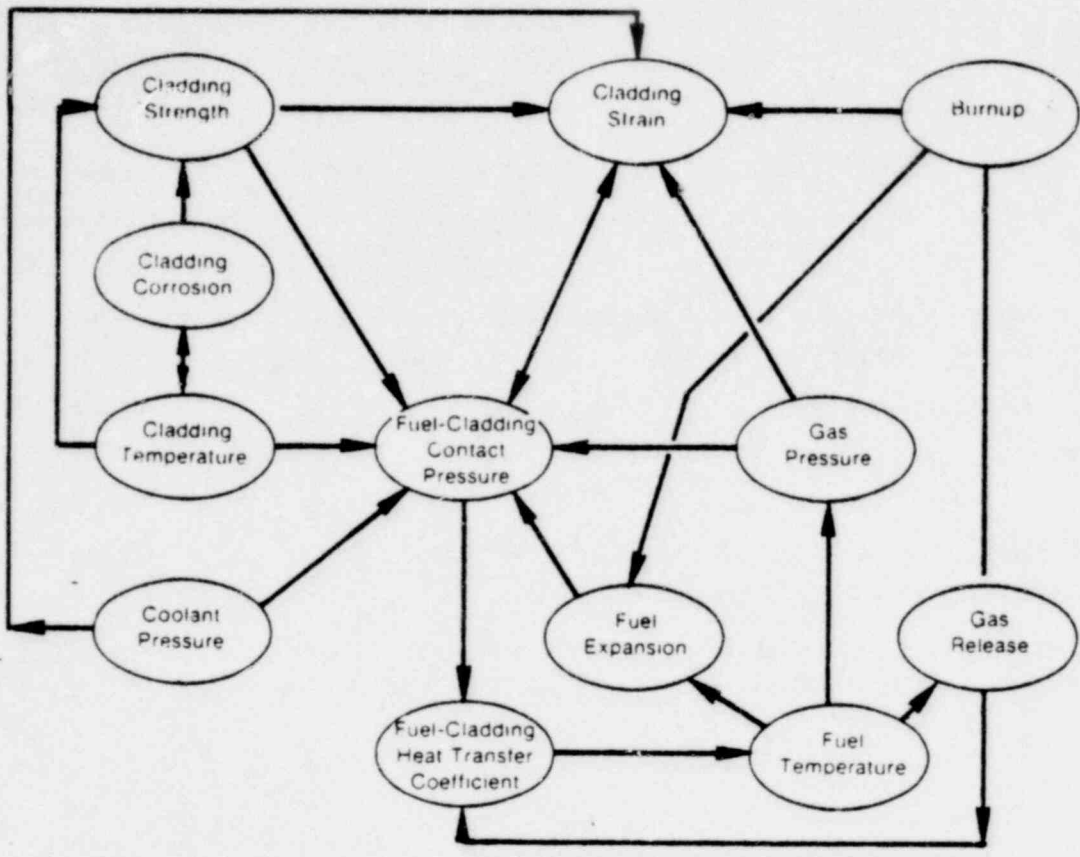 Cladding
Strength
Cladding
Strain
Burnup
Cladding
Corrosion
Cladding
Temperature
Fuel-Cladding
Contact
Pressure
Gas
Pressure
Coolant
Pressure
Fuel
Expansion
Gas
Release
Fuel-Cladding
Heat Transfer
Coefficient
Fuel
Temperature